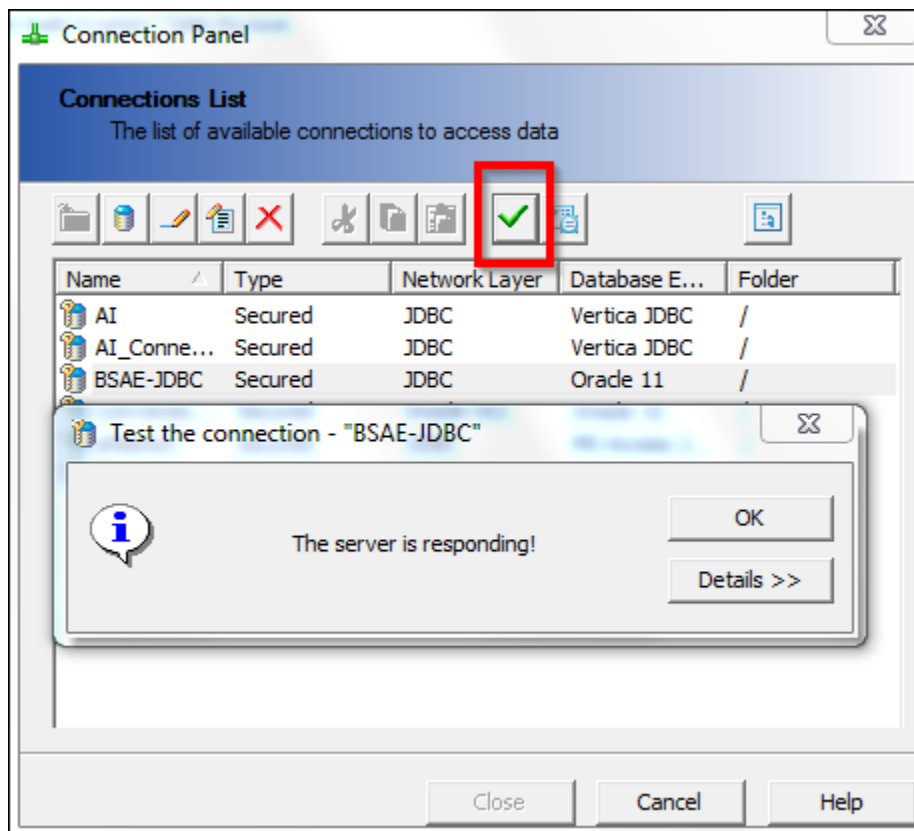 Connection Panel
Connections List
The list of available connections to access data
Name Type Network Layer Database E... Folder
AI Secured JDBC Vertica JDBC /
AI_Conne... Secured JDBC Vertica JDBC /
BSAE-JDBC Secured JDBC Oracle 11 /
Test the connection - "BSAE-JDBC"
The server is responding!
OK
Details >>
Close Cancel Help